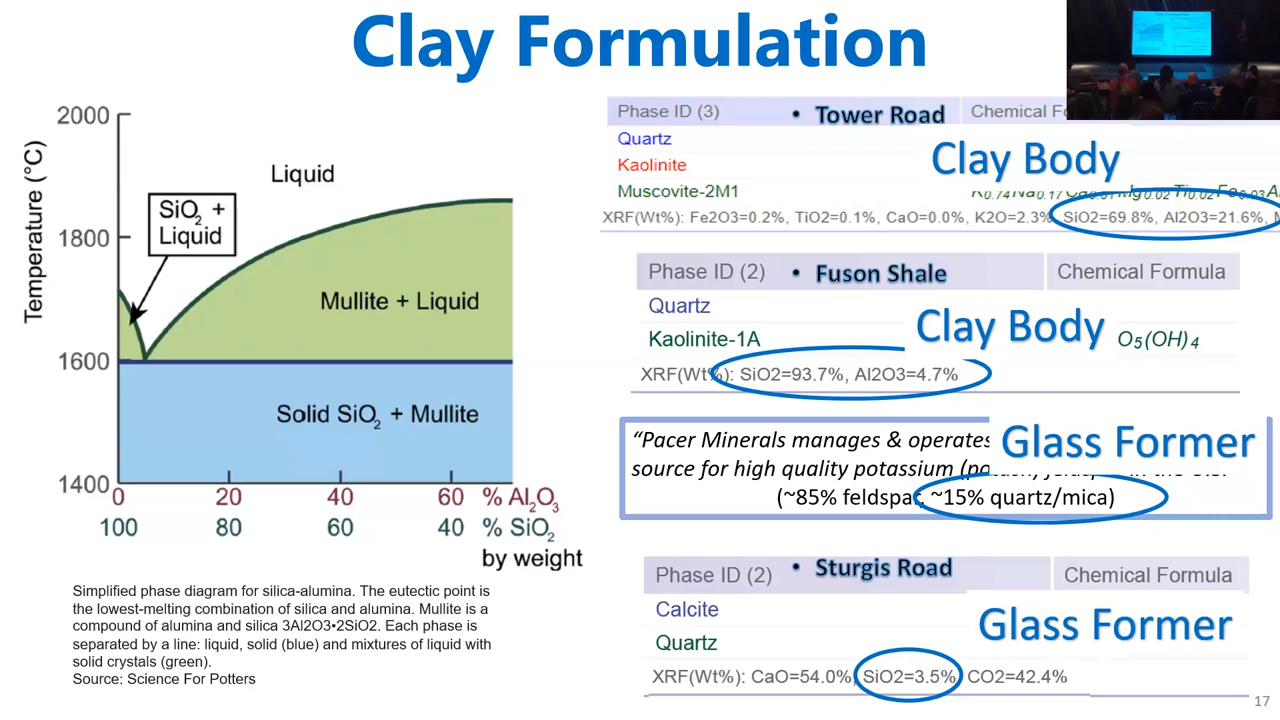 Clay Formulation
2000
1800
1600
1400
Temperature (°C)
Liquid
SiO2 +
Liquid
Mullite + Liquid
Solid SiO2 + Mullite
0 20 40 60 % Al2O3
100 80 60 40 % SiO2
by weight
Simplified phase diagram for silica-alumina. The eutectic point is
the lowest-melting combination of silica and alumina. Mullite is a
compound of alumina and silica 3Al2O3•2SiO2. Each phase is
separated by a line: liquid, solid (blue) and mixtures of liquid with
solid crystals (green).
Source: Science For Potters
Phase ID (3) • Tower Road Chemical
Quartz
Kaolinite
Clay Body
Muscovite-2M1
XRF(Wt%): Fe2O3=0.2%, TiO2=0.1%, CaO=0.0%, K2O=2.3%, SiO2=69.8%, Al2O3=21.6%,
Phase ID (2) • Fuson Shale Chemical Formula
Quartz
Clay Body
Kaolinite-1A O5(OH)4
XRF(Wt%): SiO2=93.7%, Al2O3=4.7%
"Pacer Minerals manages & operates
Glass Former
source for high quality potassium
(~85% feldspar, ~15% quartz/mica)
Phase ID (2) • Sturgis Road Chemical Formula
Calcite
Glass Former
Quartz
XRF(Wt%): CaO=54.0%, SiO2=3.5%, CO2=42.4%
17